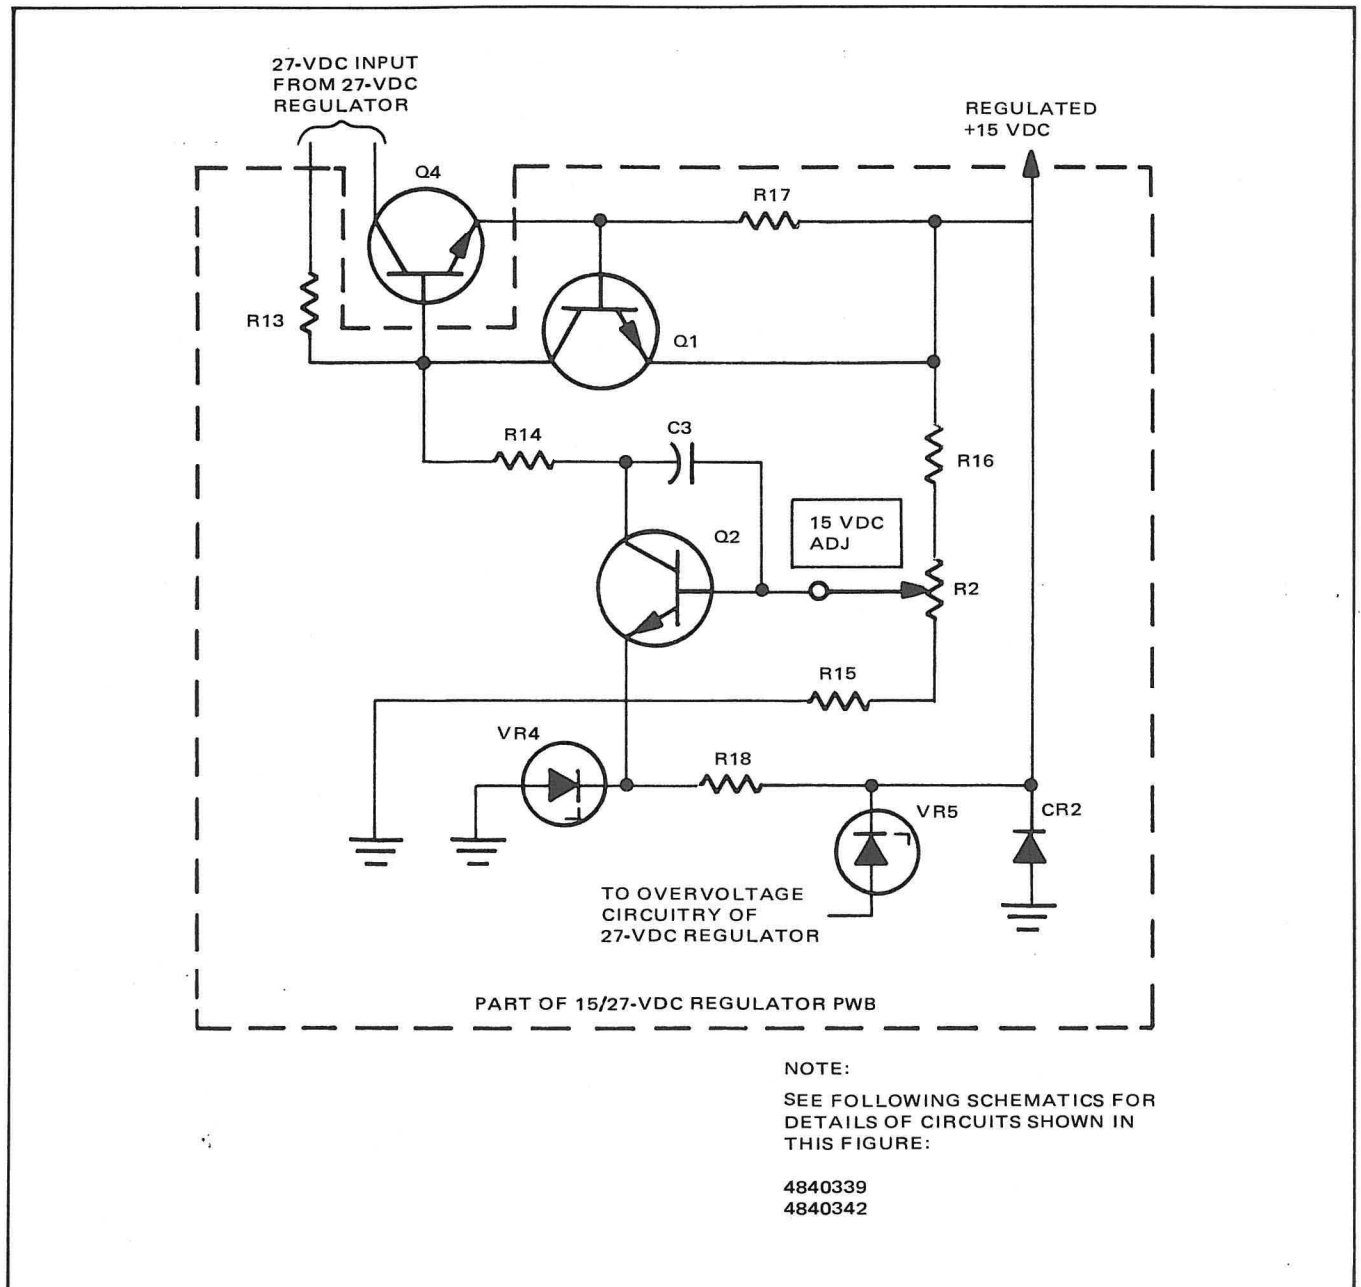 27-VDC INPUT
FROM 27-VDC
REGULATOR
REGULATED
+15 VDC
Q4
R17
R13
Q1
R14
C3
R16
Q2
15 VDC
ADJ
R2
R15
VR4
R18
VR5
CR2
TO OVERVOLTAGE
CIRCUITRY OF
27-VDC REGULATOR
PART OF 15/27-VDC REGULATOR PWB
NOTE:
SEE FOLLOWING SCHEMATICS FOR
DETAILS OF CIRCUITS SHOWN IN
THIS FIGURE:
4840339
4840342